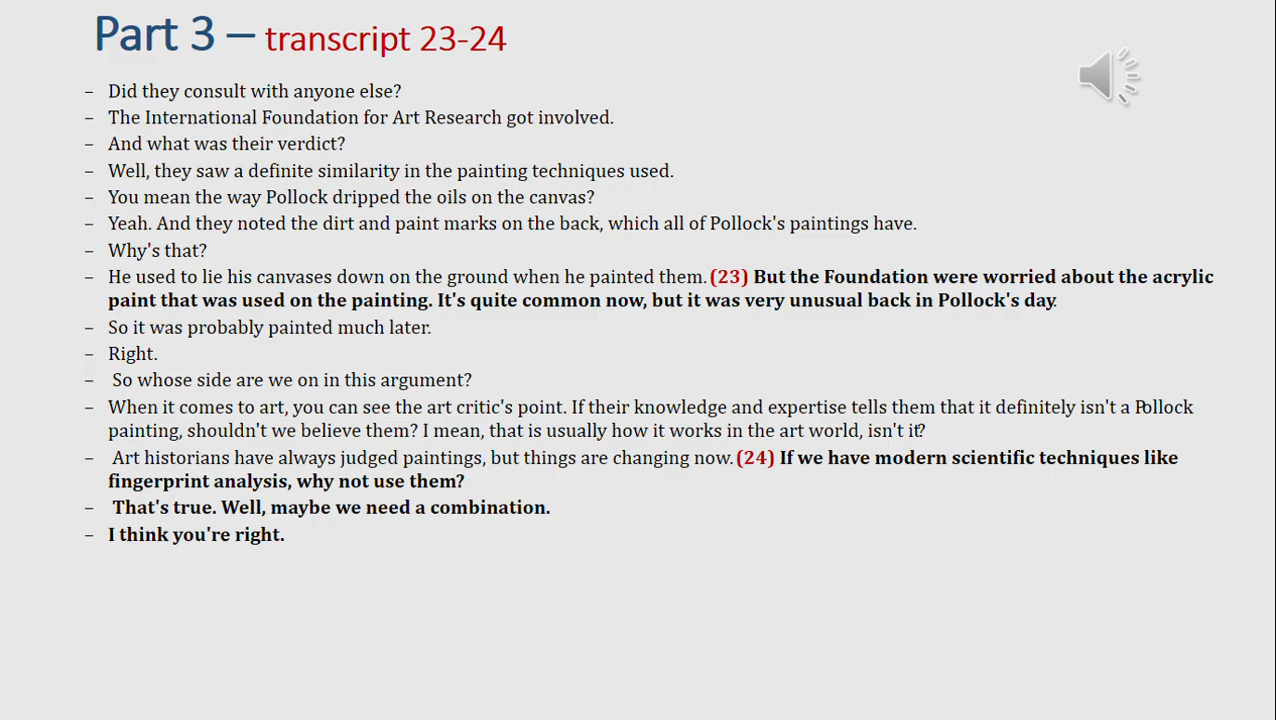 Part 3 – transcript 23-24
– Did they consult with anyone else?
– The International Foundation for Art Research got involved.
– And what was their verdict?
– Well, they saw a definite similarity in the painting techniques used.
– You mean the way Pollock dripped the oils on the canvas?
– Yeah. And they noted the dirt and paint marks on the back, which all of Pollock's paintings have.
– Why's that?
– He used to lie his canvases down on the ground when he painted them. (23) But the Foundation were worried about the acrylic
paint that was used on the painting. It's quite common now, but it was very unusual back in Pollock's day.
– So it was probably painted much later.
– Right.
– So whose side are we on in this argument?
– When it comes to art, you can see the art critic's point. If their knowledge and expertise tells them that it definitely isn't a Pollock
painting, shouldn't we believe them? I mean, that is usually how it works in the art world, isn't it?
– Art historians have always judged paintings, but things are changing now. (24) If we have modern scientific techniques like
fingerprint analysis, why not use them?
– That's true. Well, maybe we need a combination.
– I think you're right.